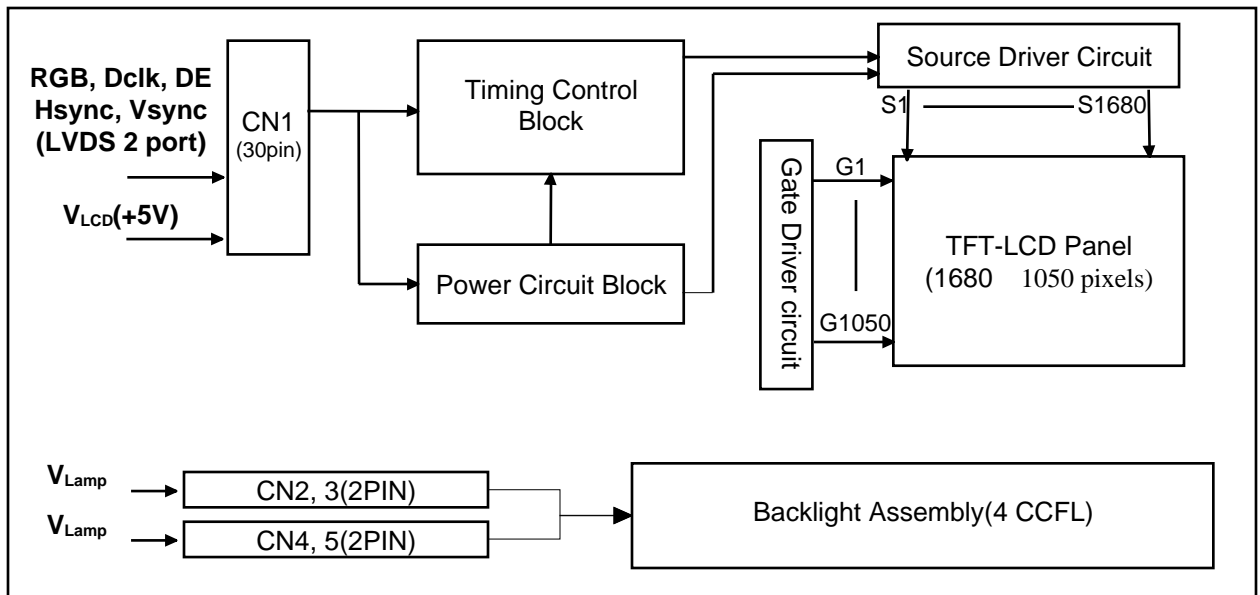 RGB, Dclk, DE
Hsync, Vsync
(LVDS 2 port)
VLCD(+5V)
CN1
(30pin)
Timing Control
Block
Power Circuit Block
Source Driver Circuit
S1
S1680
Gate Driver circuit
G1
G1050
TFT-LCD Panel
(1680 1050 pixels)
VLamp
CN2, 3(2PIN)
VLamp
CN4, 5(2PIN)
Backlight Assembly(4 CCFL)